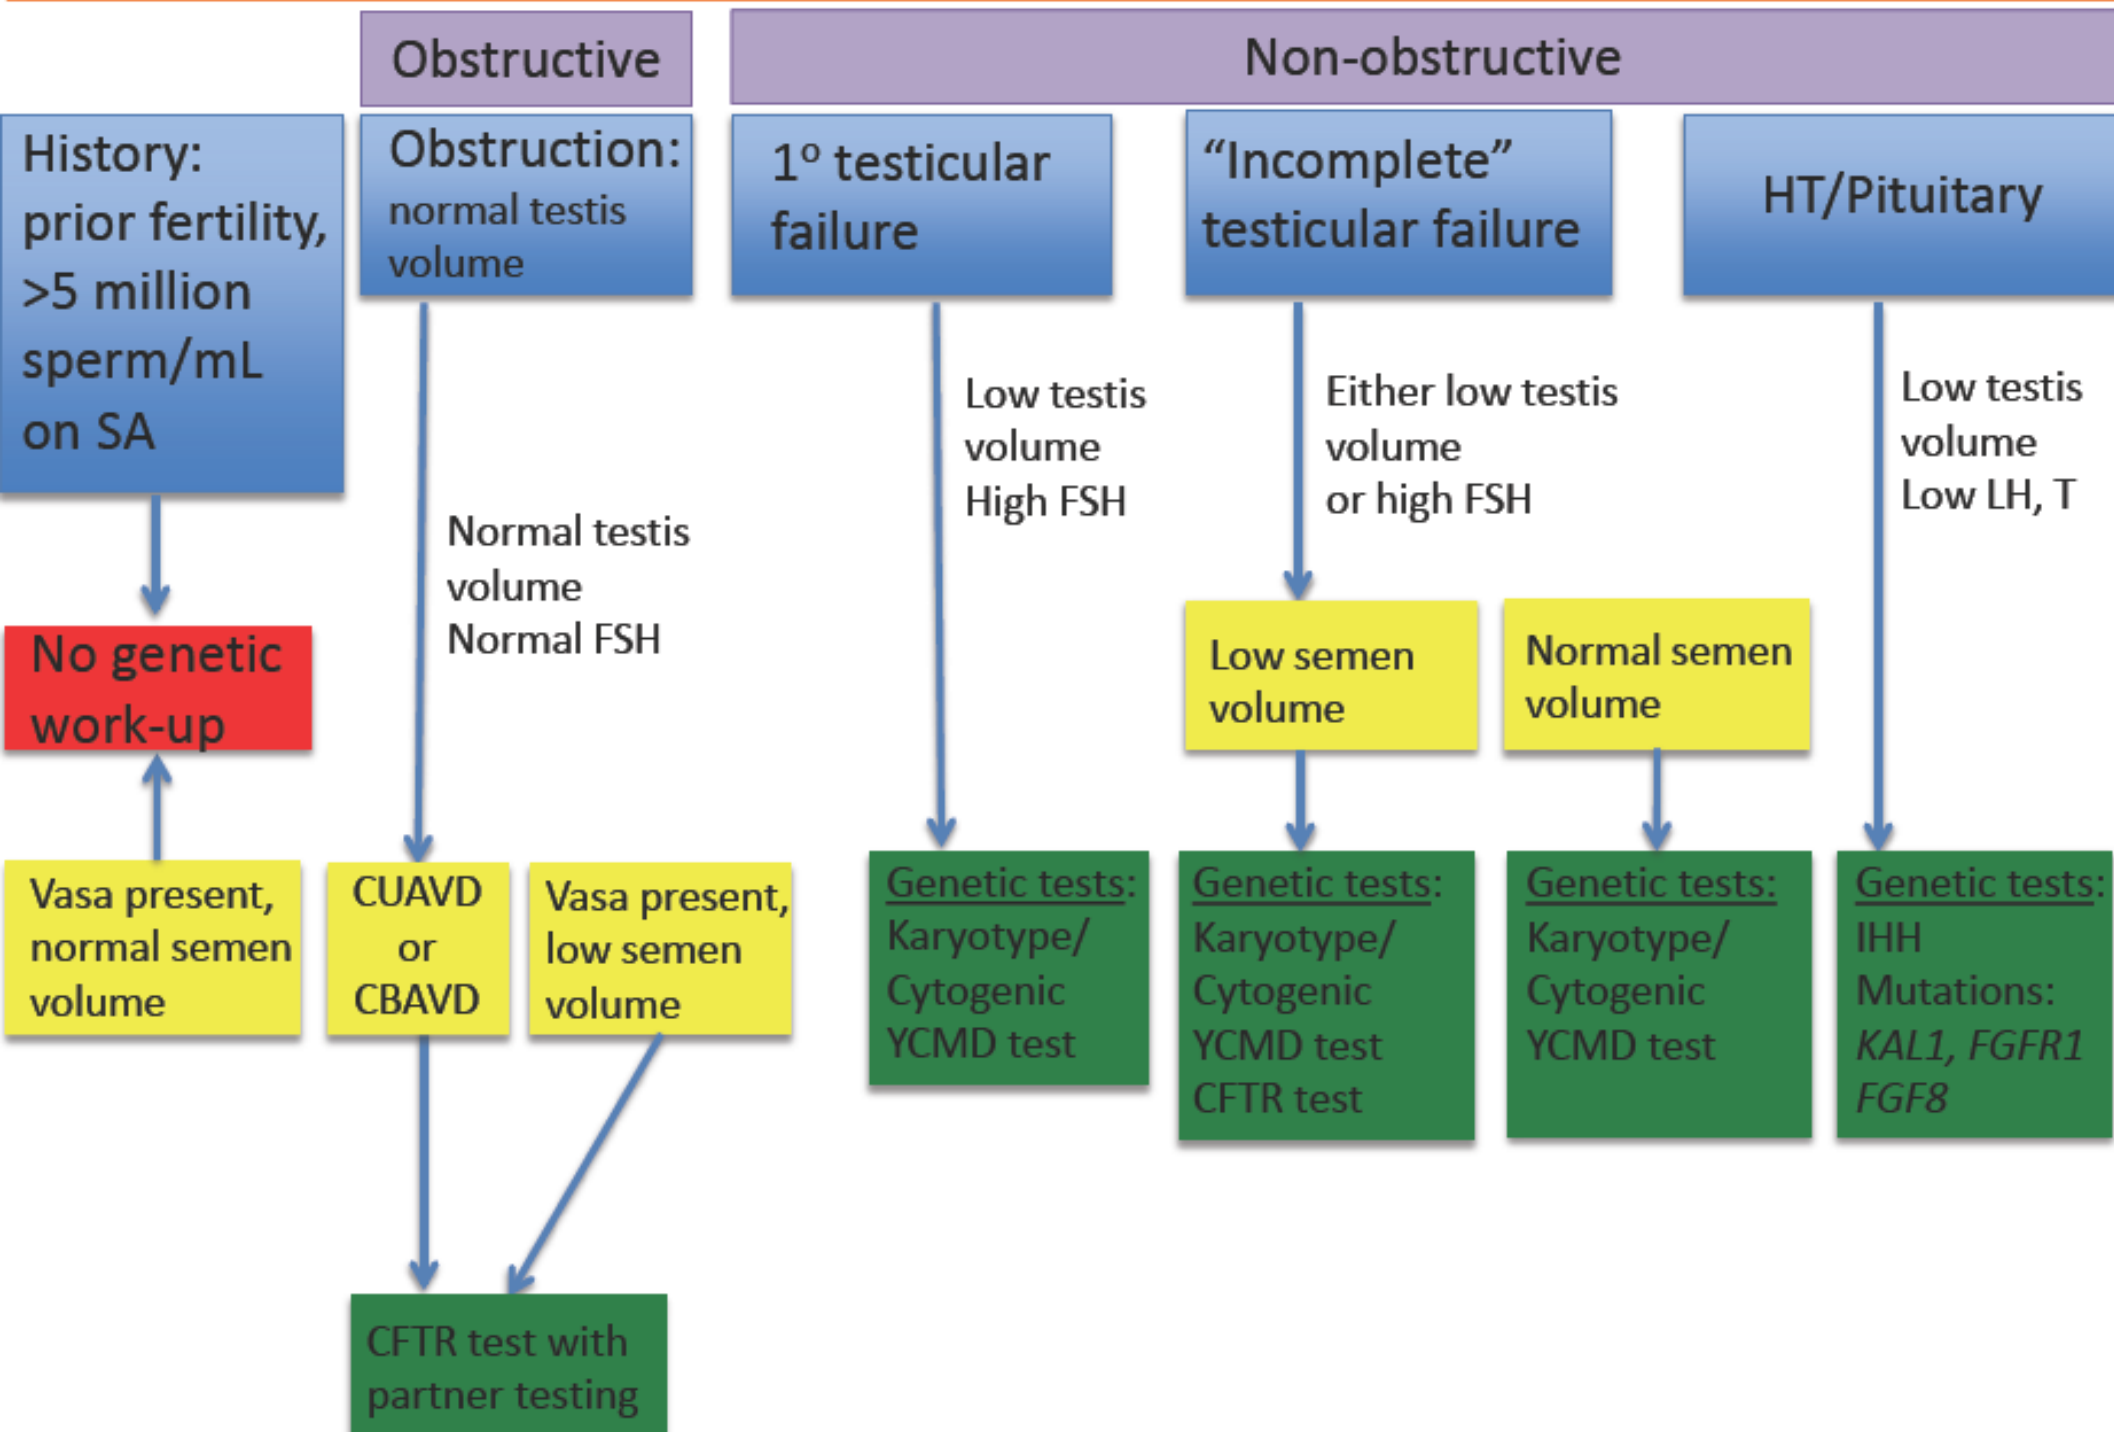 Obstructive
Non-obstructive
History:
prior fertility,
>5 million
sperm/mL
on SA
Obstruction:
normal testis
volume
1º testicular
failure
“Incomplete”
testicular failure
HT/Pituitary
Normal testis
volume
Normal FSH
Low testis
volume
High FSH
Either low testis
volume
or high FSH
Low testis
volume
Low LH, T
No genetic
work-up
Low semen
volume
Normal semen
volume
Vasa present,
normal semen
volume
CUAVD
or
CBAVD
Vasa present,
low semen
volume
Genetic tests:
Karyotype/
Cytogenic
YCMD test
Genetic tests:
Karyotype/
Cytogenic
YCMD test
CFTR test
Genetic tests:
Karyotype/
Cytogenic
YCMD test
Genetic tests:
IHH
Mutations:
KAL1, FGFR1
FGF8
CFTR test with
partner testing